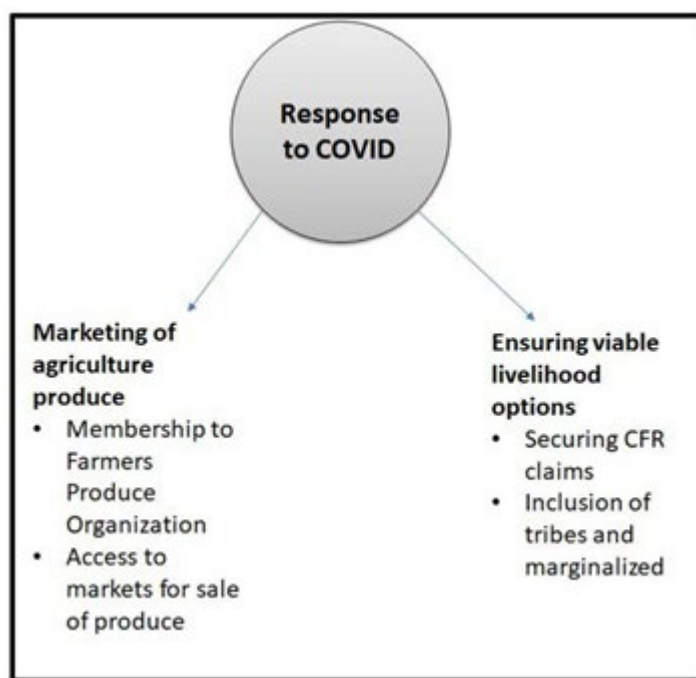 Response
to COVID
Marketing of
agriculture
produce
• Membership to
Farmers
Produce
Organization
• Access to
markets for sale
of produce
Ensuring viable
livelihood
options
• Securing CFR
claims
• Inclusion of
tribes and
marginalized